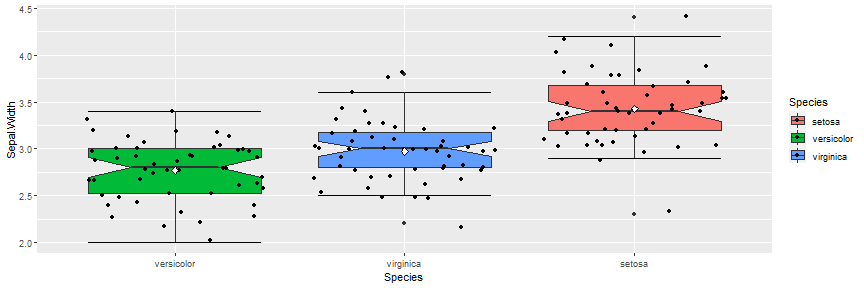 4.5
4.0
3.5
3.0
2.5
2.0
Sepal.Width
versicolor
virginica
setosa
Species
Species
setosa
versicolor
virginica